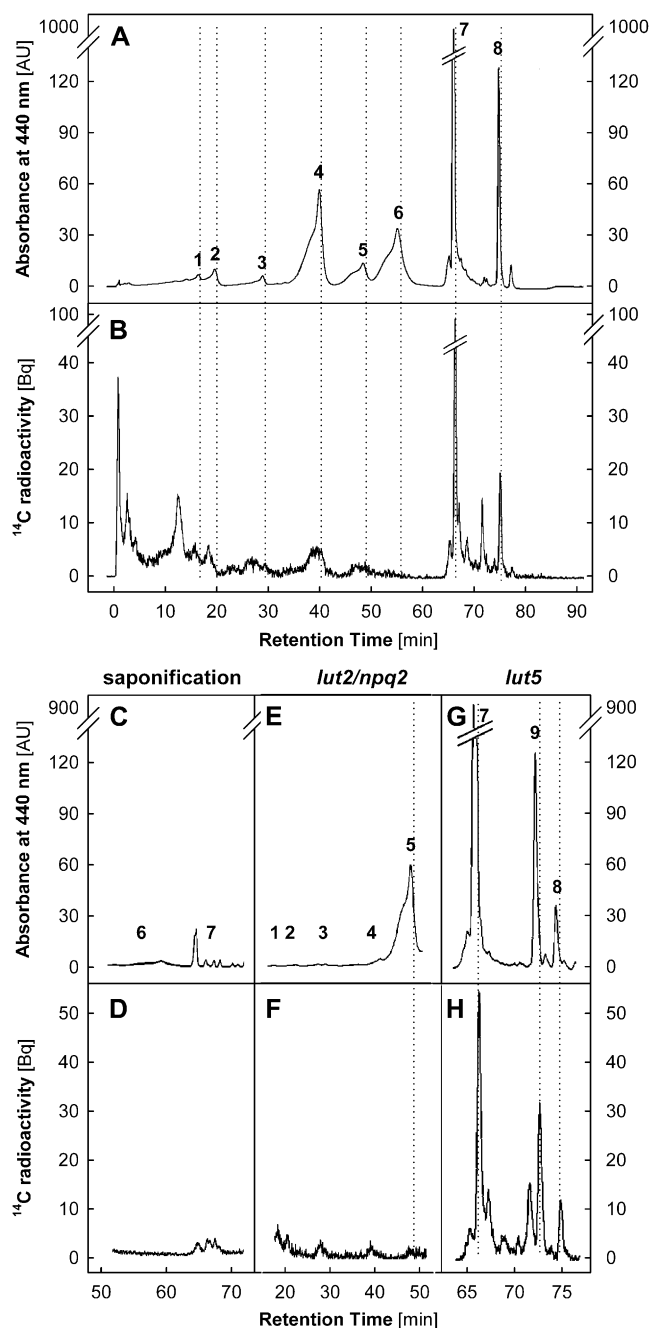 1000 1000
A 7
8
120 120
Absorbance at 440 nm [AU]
90 90
60 4 60
6
30 30
1 2 3 5
0 0
100 100
B
40 40
¹⁴C radioactivity [Bq]
30 30
20 20
10 10
0 0
0 10 20 30 40 50 60 70 80 90
Retention Time [min]
saponification lut2/npq2 lut5
900 900
C E G 7
9
120 120
Absorbance at 440 nm [AU]
90 90
5
60 60
8
30 30
6 7 1 2 3 4
0 0
D F H
50 50
¹⁴C radioactivity [Bq]
40 40
30 30
20 20
10 10
0 0
50 60 70 20 30 40 50 65 70 75
Retention Time [min]